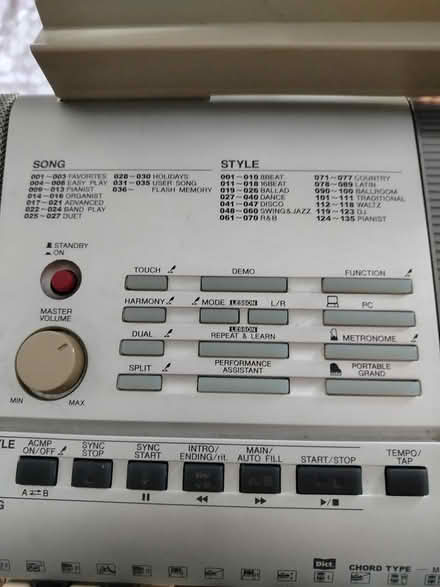 SONG
001~003 FAVORITES
004~008 EASY PLAY
009~013 PIANIST
014~016 ORGANIST
017~021 ADVANCED
022~024 BAND PLAY
025~027 DUET
028~030 HOLIDAYS
031~035 USER SONG
036~ FLASH MEMORY
STYLE
001~010 8BEAT
011~018 16BEAT
019~026 BALLAD
027~040 DANCE
041~047 DISCO
048~060 SWING&JAZZ
061~070 R&B
071~077 COUNTRY
078~089 LATIN
090~100 BALLROOM
101~111 TRADITIONAL
112~118 WALTZ
119~123 DJ
124~135 PIANIST
STANDBY
ON
MASTER
VOLUME
MIN MAX
TOUCH DEMO FUNCTION
HARMONY MODE LESSON L/R PC
LESSON
DUAL REPEAT & LEARN METRONOME
SPLIT PERFORMANCE
ASSISTANT
PORTABLE
GRAND
ACMP
ON/OFF
SYNC
STOP
SYNC
START
INTRO/
ENDING/rit.
MAIN/
AUTO FILL
START/STOP
TEMPO/
TAP
A B
Dict CHORD TYPE